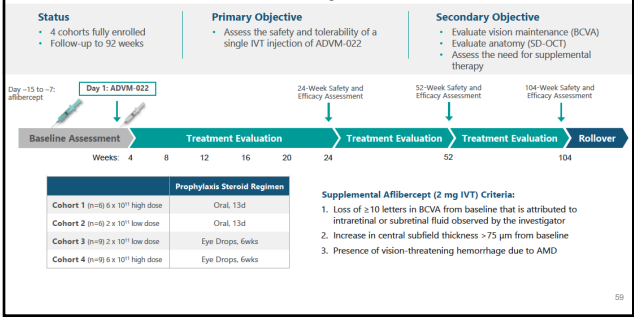 Status
• 4 cohorts fully enrolled
• Follow-up to 92 weeks
Primary Objective
• Assess the safety and tolerability of a
single IVT injection of ADVM-022
Secondary Objective
• Evaluate vision maintenance (BCVA)
• Evaluate anatomy (SD-OCT)
• Assess the need for supplemental
therapy
Day –15 to –7:
aflibercept
Day 1: ADVM-022
24-Week Safety and
Efficacy Assessment
52-Week Safety and
Efficacy Assessment
104-Week Safety and
Efficacy Assessment
Baseline Assessment
Treatment Evaluation
Treatment Evaluation
Treatment Evaluation
Rollover
Weeks: 4 8 12 16 20 24 52 104
Prophylaxis Steroid Regimen
Cohort 1 (n=6) 6 x 10¹¹ high dose Oral, 13d
Cohort 2 (n=6) 2 x 10¹¹ low dose Oral, 13d
Cohort 3 (n=9) 2 x 10¹¹ low dose Eye Drops, 6wks
Cohort 4 (n=9) 6 x 10¹¹ high dose Eye Drops, 6wks
Supplemental Aflibercept (2 mg IVT) Criteria:
1. Loss of ≥10 letters in BCVA from baseline that is attributed to
intraretinal or subretinal fluid observed by the investigator
2. Increase in central subfield thickness >75 µm from baseline
3. Presence of vision-threatening hemorrhage due to AMD
59